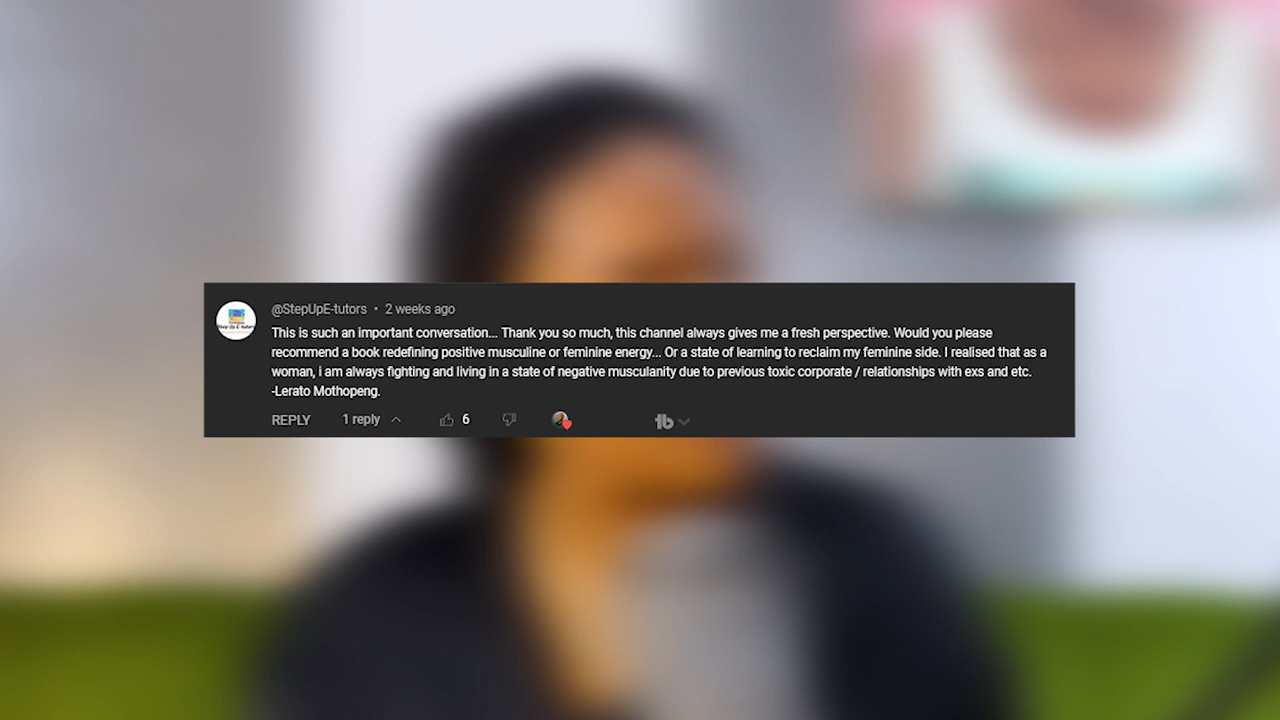 @StepUpE-tutors • 2 weeks ago
This is such an important conversation... Thank you so much, this channel always gives me a fresh perspective. Would you please
recommend a book redefining positive musculine or feminine energy... Or a state of learning to reclaim my feminine side. I realised that as a
woman, i am always fighting and living in a state of negative muscularity due to previous toxic corporate / relationships with exs and etc.
-Lerato Mothopeng.
REPLY 1 reply 6